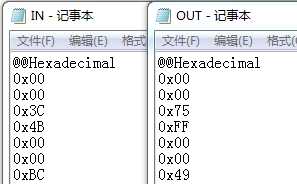 IN - 记事本
文件(F) 编辑(E) 格式
@@Hexadecimal
0x00
0x00
0x3C
0x4B
0x00
0x00
0xBC
OUT - 记事本
文件(F) 编辑(E) 格式(
@@Hexadecimal
0x00
0x00
0x75
0xFF
0x00
0x00
0x49